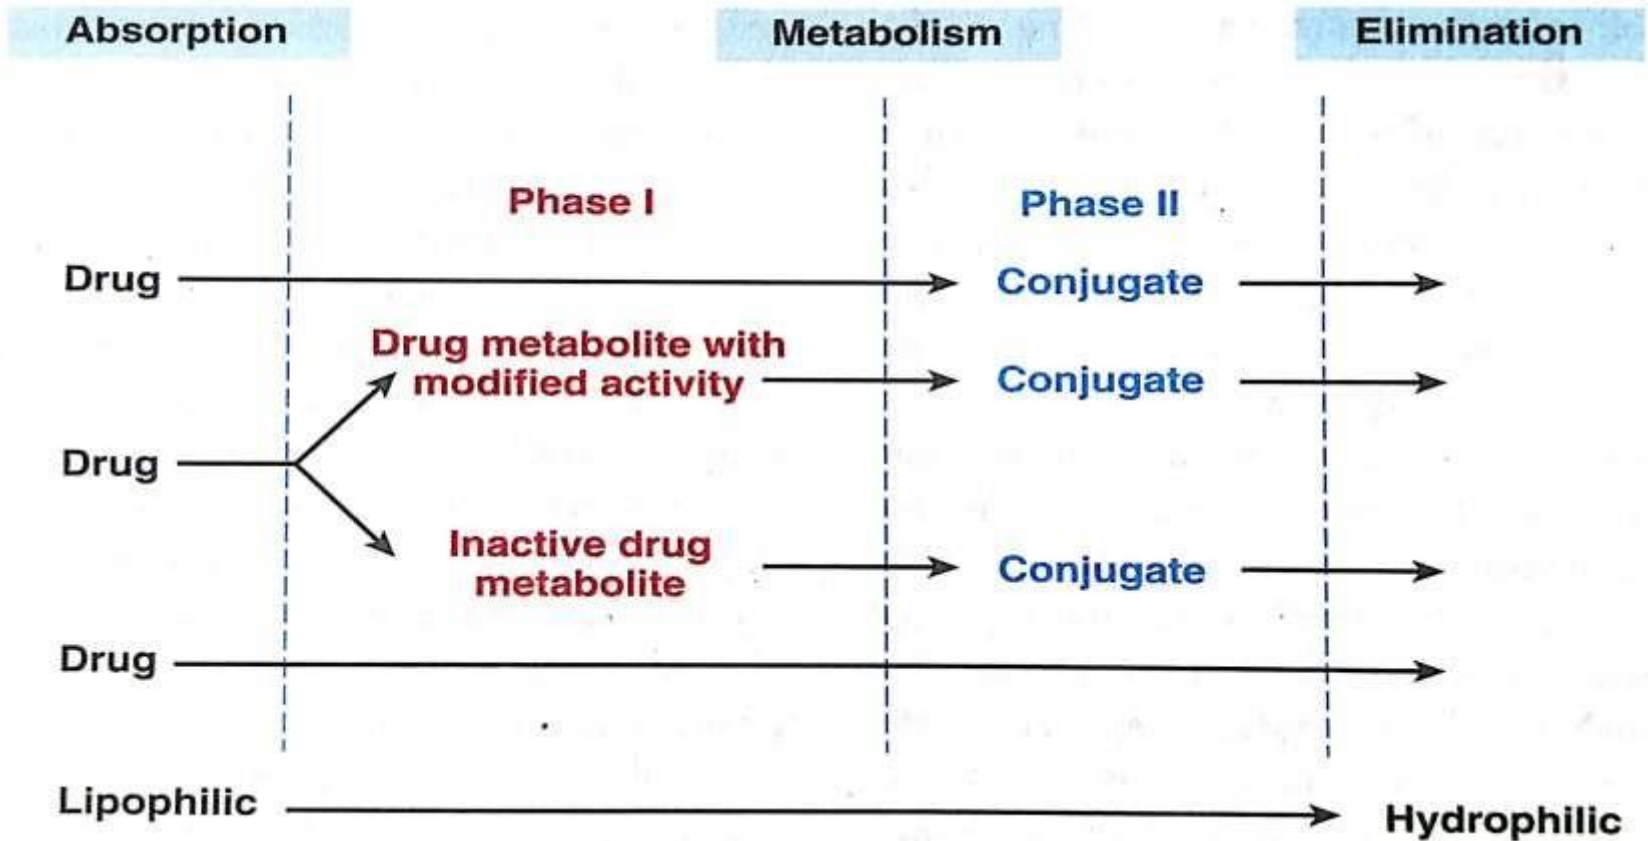 Absorption
Metabolism
Elimination
Phase I
Phase II
Drug
Conjugate
Drug metabolite with
modified activity
Conjugate
Drug
Inactive drug
metabolite
Conjugate
Drug
Lipophilic
Hydrophilic